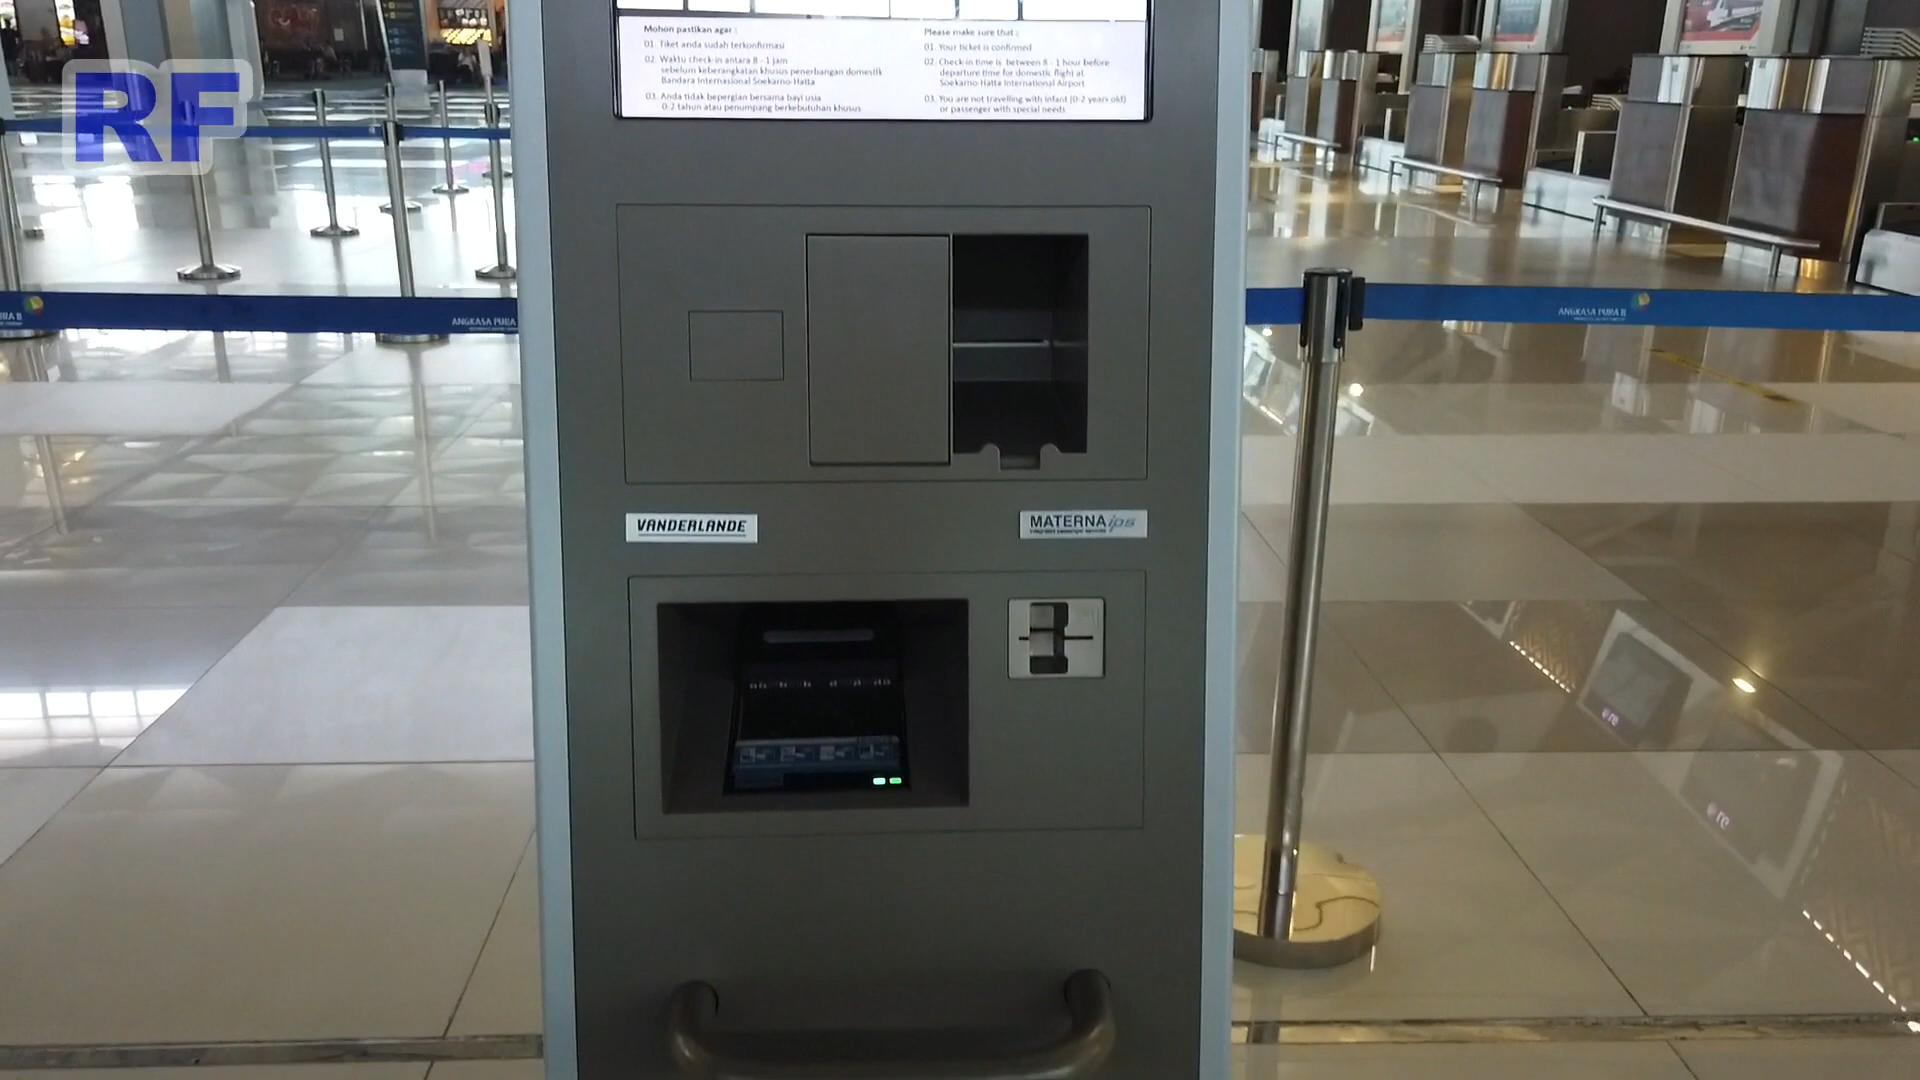 RF
Mohon pastikan agar :
01. Tiket anda sudah terkonfirmasi
02. Waktu check-in antara 8 - 1 jam
sebelum keberangkatan khusus penerbangan domestik
Bandara Internasional Soekarno-Hatta
03. Anda tidak bepergian bersama bayi usia
0-2 tahun atau penumpang berkebutuhan khusus
Please make sure that :
01. Your ticket is confirmed
02. Check-in time is between 8 - 1 hour before
departure time for domestic flight at
Soekarno-Hatta International Airport
03. You are not travelling with infant (0-2 years old)
or passenger with special needs
ANGKASA PURA II
ANGKASA PURA II
VANDERLANDE
MATERNA ips